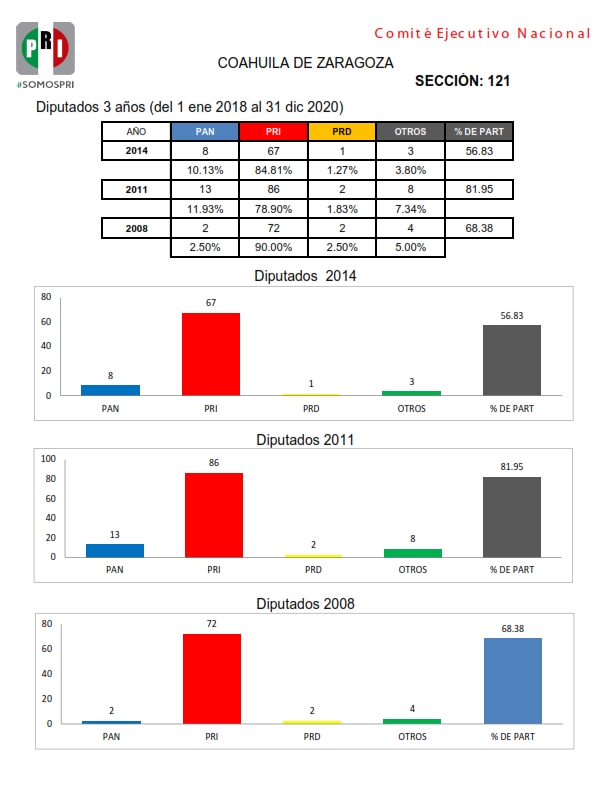 PRI
#SOMOSPRI
Comité Ejecutivo Nacional
COAHUILA DE ZARAGOZA
SECCIÓN: 121
Diputados 3 años (del 1 ene 2018 al 31 dic 2020)
AÑO PAN PRI PRD OTROS % DE PART
2014 8 67 1 3 56.83
10.13% 84.81% 1.27% 3.80%
2011 13 86 2 8 81.95
11.93% 78.90% 1.83% 7.34%
2008 2 72 2 4 68.38
2.50% 90.00% 2.50% 5.00%
Diputados 2014
80
60
40
20
0
8 67 1 3 56.83
PAN PRI PRD OTROS % DE PART
Diputados 2011
100
80
60
40
20
0
13 86 2 8 81.95
PAN PRI PRD OTROS % DE PART
Diputados 2008
80
60
40
20
0
2 72 2 4 68.38
PAN PRI PRD OTROS % DE PART